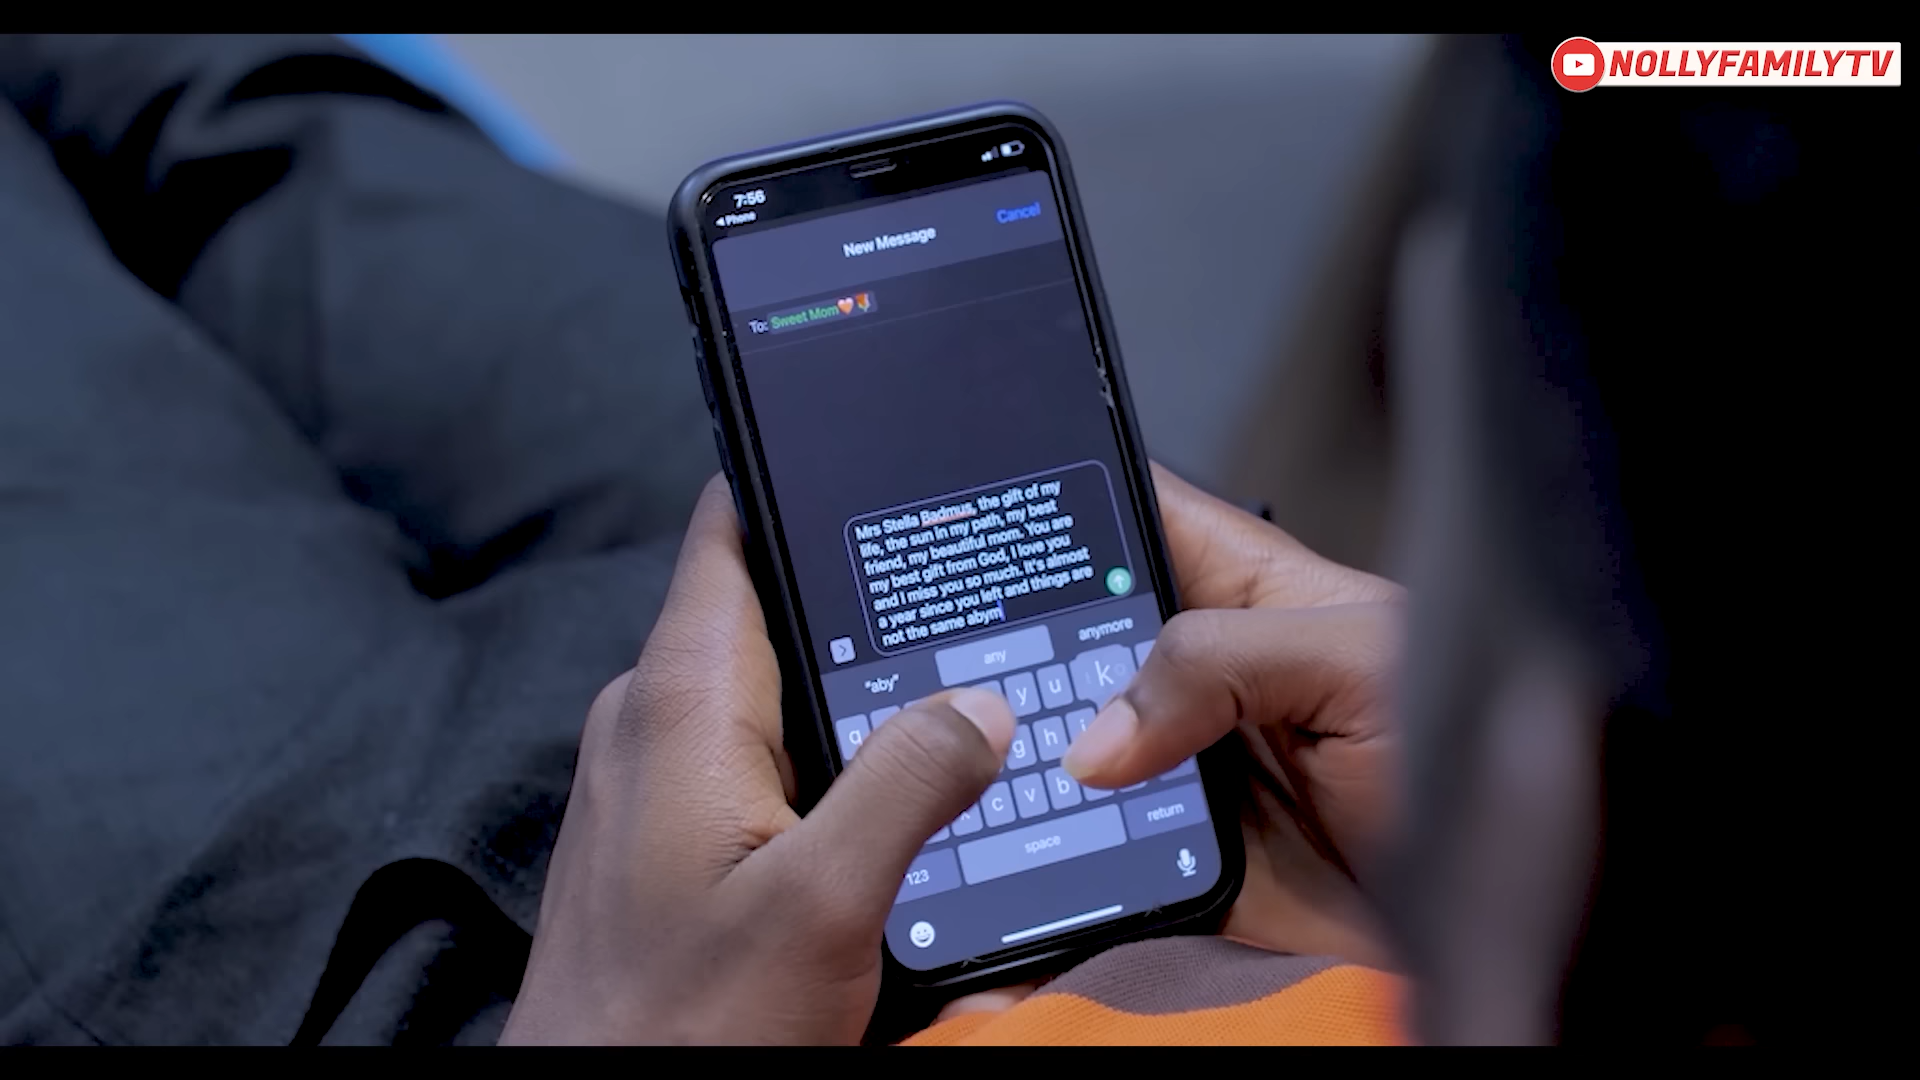 NOLLYFAMILYTV
7:56
Phone
Cancel
New Message
To: Sweet Mom🧡🌹
Mrs Stella Badmus, the gift of my
life, the sun in my path, my best
friend, my beautiful mom. You are
my best gift from God, I love you
and I miss you so much. It's almost
a year since you left and things are
not the same abym
"aby" any anymore
q y u k
g h
c v b
123 space return